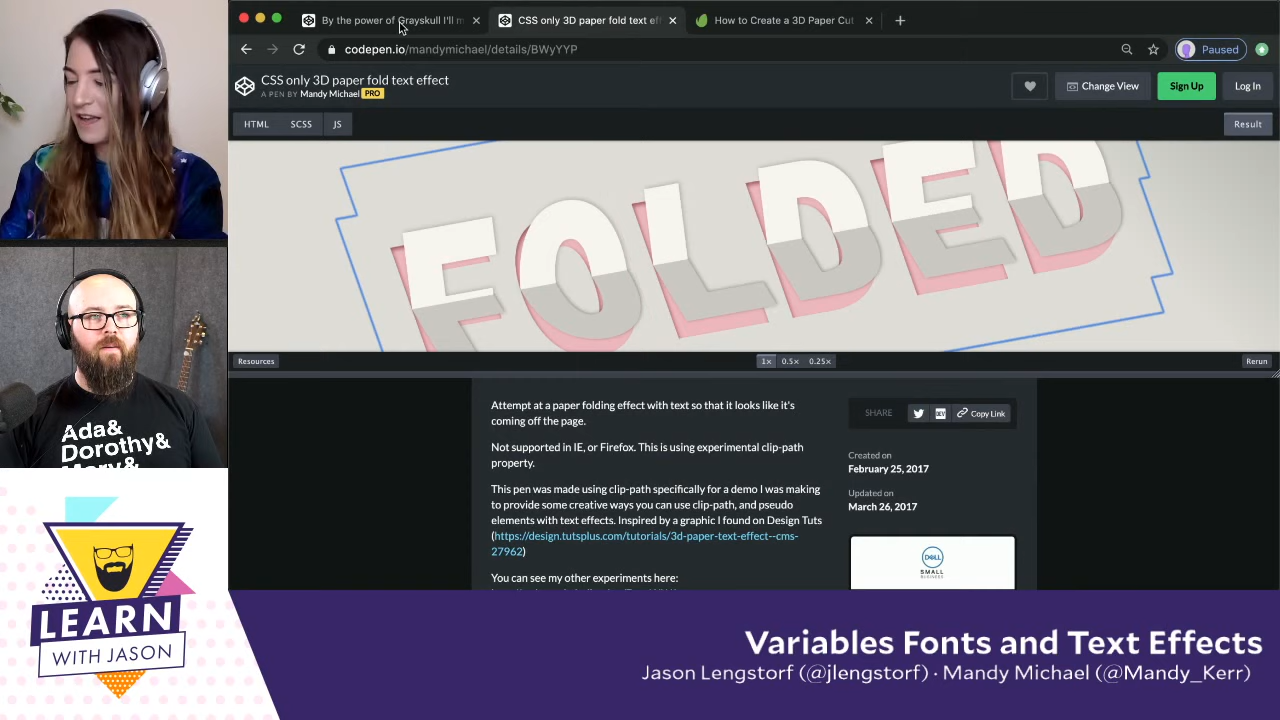 By the power of Grayskull I'll m
CSS only 3D paper fold text ef
How to Create a 3D Paper Cut
codepen.io/mandymichael/details/BWyYYP
Paused
CSS only 3D paper fold text effect
A PEN BY Mandy Michael PRO
Change View
Sign Up
Log In
HTML
SCSS
JS
Result
FOLDED
Resources
1×
0.5×
0.25×
Rerun
Attempt at a paper folding effect with text so that it looks like it's
coming off the page.
Not supported in IE, or Firefox. This is using experimental clip-path
property.
This pen was made using clip-path specifically for a demo I was making
to provide some creative ways you can use clip-path, and pseudo
elements with text effects. Inspired by a graphic I found on Design Tuts
(https://design.tutsplus.com/tutorials/3d-paper-text-effect--cms-
27962)
You can see my other experiments here:
SHARE
DEV
Copy Link
Created on
February 25, 2017
Updated on
March 26, 2017
DELL
SMALL
BUSINESS
Ada&
Dorothy&
Mary&
LEARN
WITH JASON
Variables Fonts and Text Effects
Jason Lengstorf (@jlengstorf) · Mandy Michael (@Mandy_Kerr)